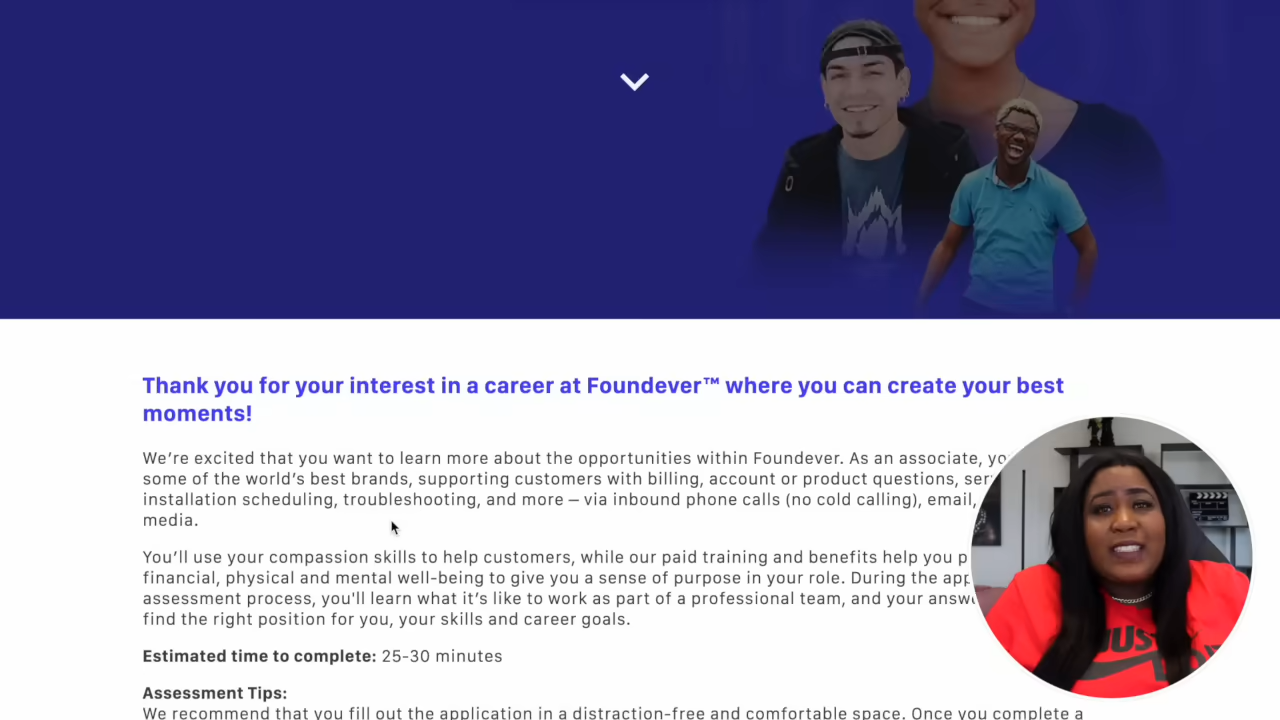 Thank you for your interest in a career at Foundever™ where you can create your best
moments!
We’re excited that you want to learn more about the opportunities within Foundever. As an associate,
some of the world’s best brands, supporting customers with billing, account or product questions,
installation scheduling, troubleshooting, and more – via inbound phone calls (no cold calling), email,
media.
You’ll use your compassion skills to help customers, while our paid training and benefits help you
financial, physical and mental well-being to give you a sense of purpose in your role. During the
assessment process, you'll learn what it’s like to work as part of a professional team, and your
find the right position for you, your skills and career goals.
Estimated time to complete: 25-30 minutes
Assessment Tips:
We recommend that you fill out the application in a distraction-free and comfortable space. Once you complete a
JUST